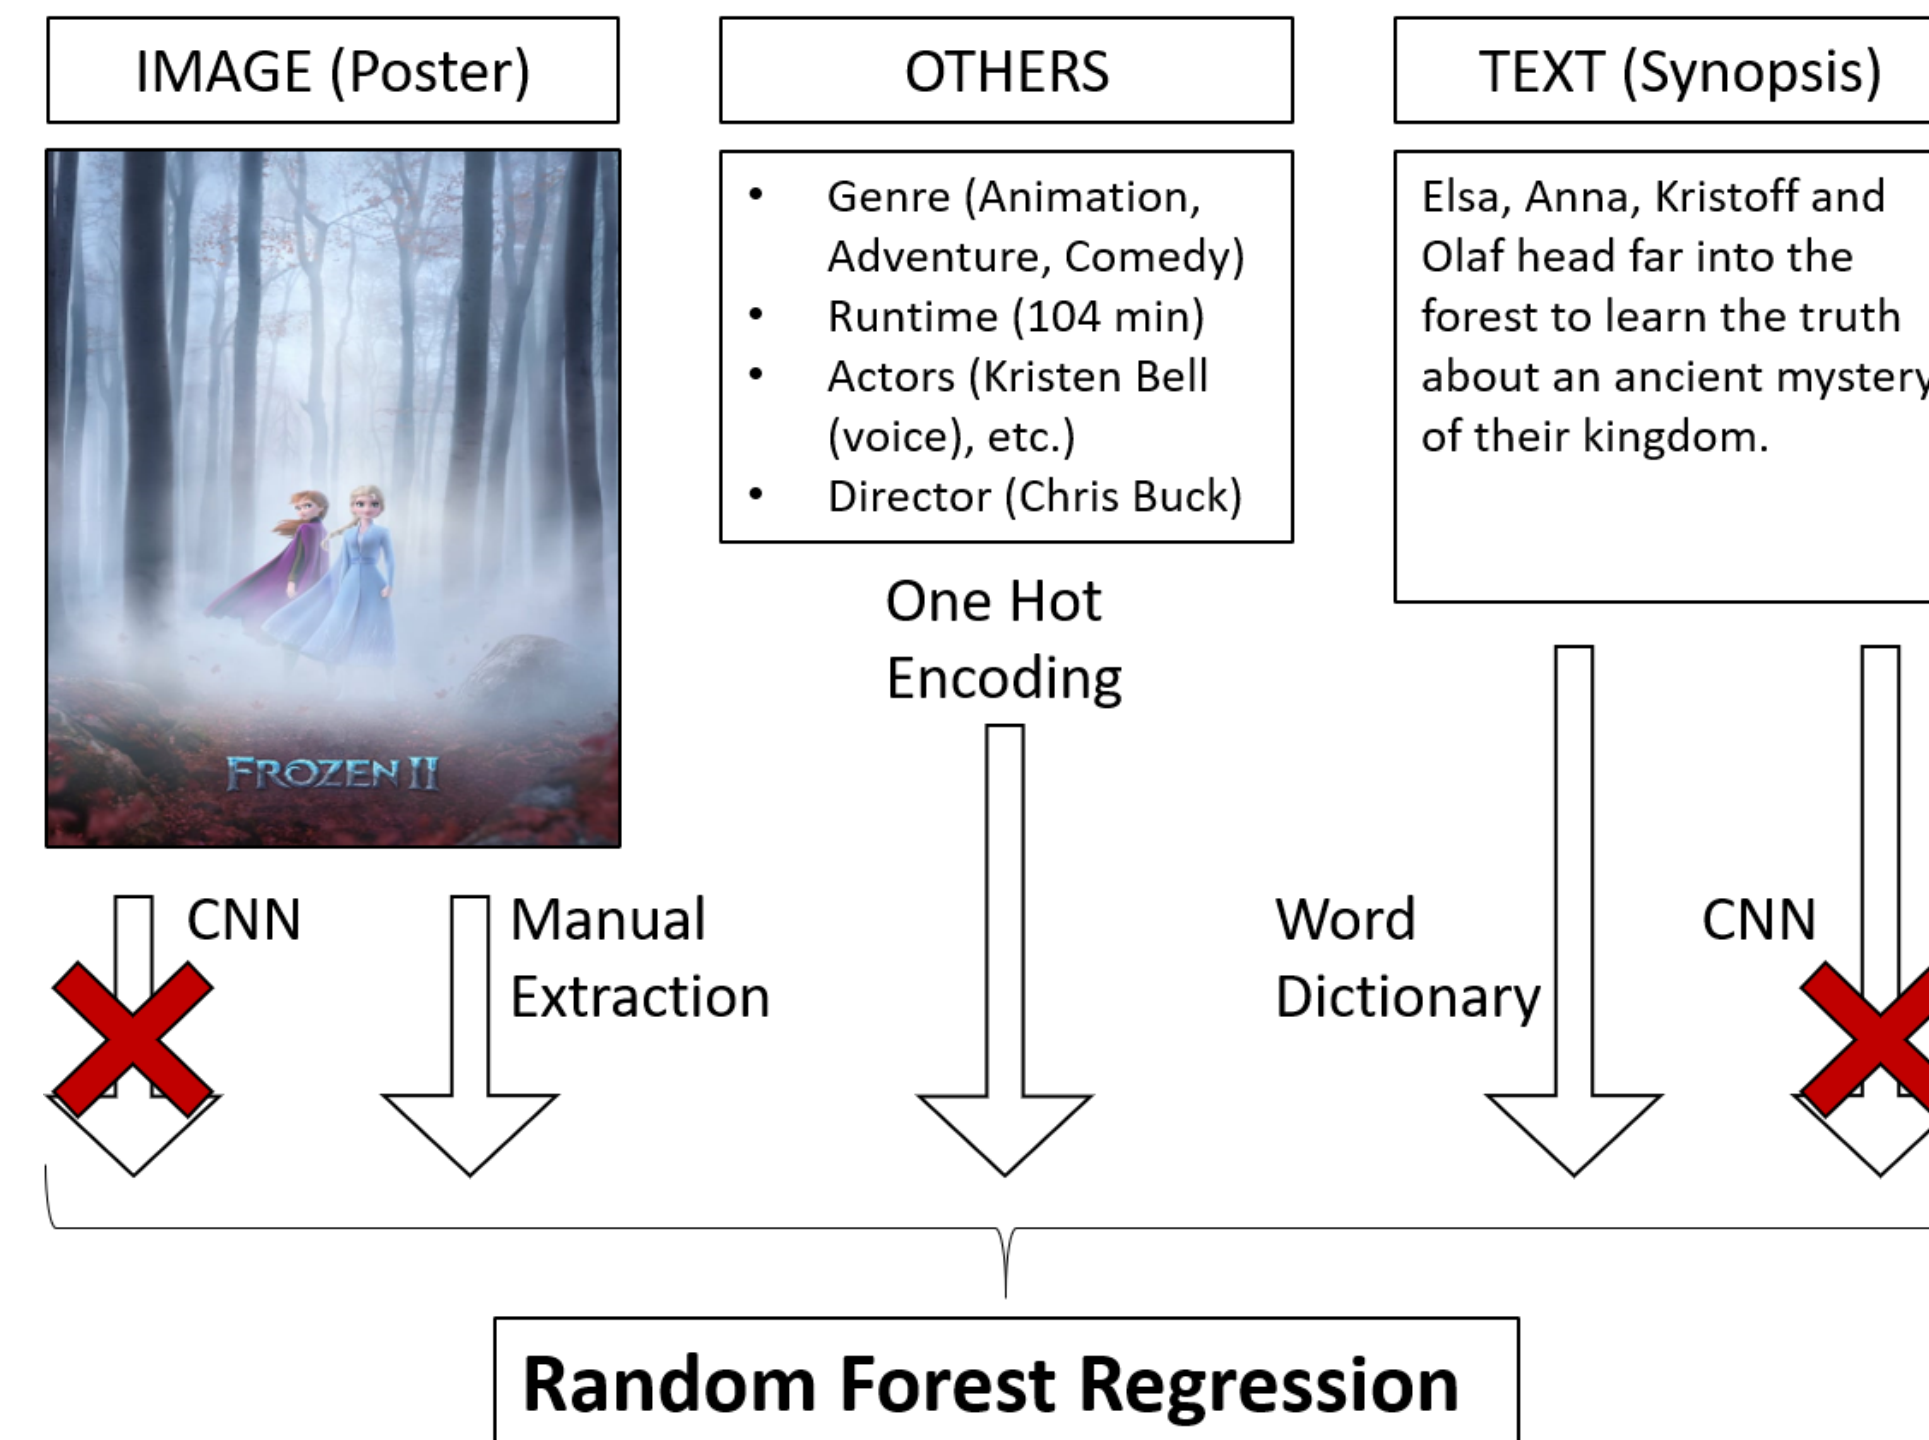 IMAGE (Poster)
OTHERS
TEXT (Synopsis)
FROZEN II
• Genre (Animation,
Adventure, Comedy)
• Runtime (104 min)
• Actors (Kristen Bell
(voice), etc.)
• Director (Chris Buck)
Elsa, Anna, Kristoff and
Olaf head far into the
forest to learn the truth
about an ancient mystery
of their kingdom.
One Hot
Encoding
CNN
Manual
Extraction
Word
Dictionary
CNN
Random Forest Regression